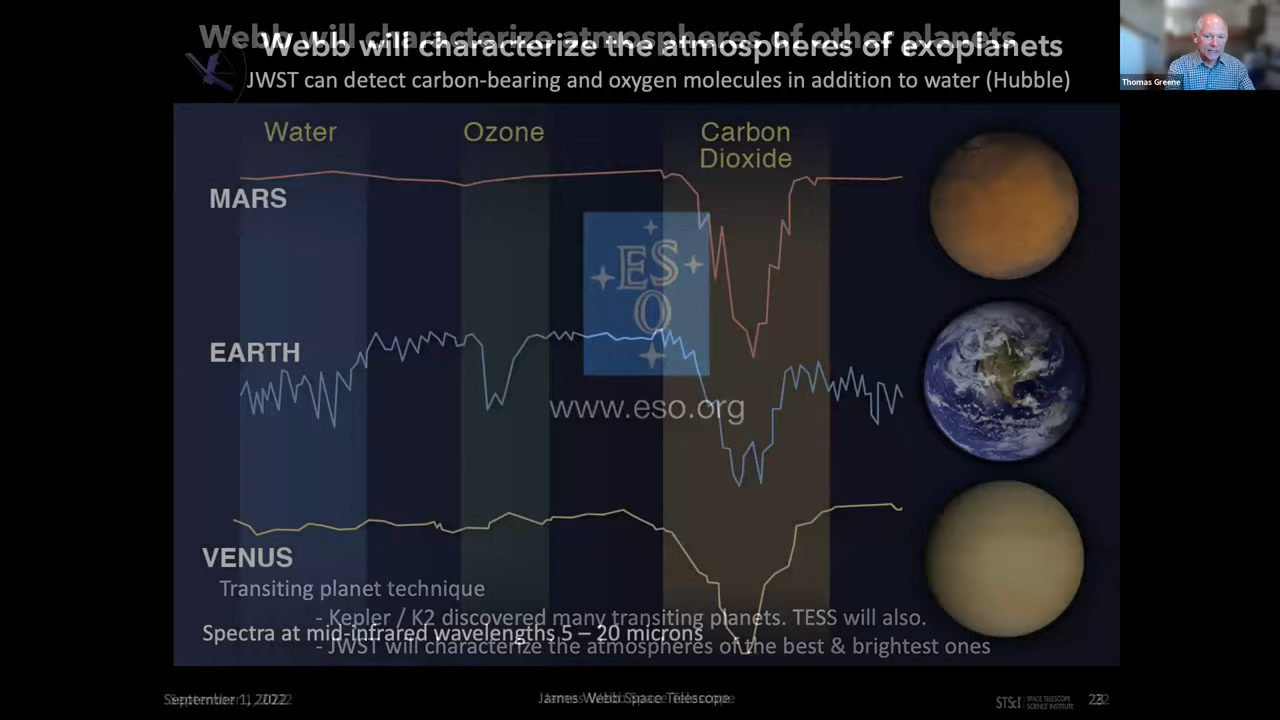 Webb will characterize atmospheres of other planets
Webb will characterize the atmospheres of exoplanets
JWST can detect carbon-bearing and oxygen molecules in addition to water (Hubble)
Thomas Greene
Water
Ozone
Carbon
Dioxide
MARS
ESO
EARTH
www.eso.org
VENUS
Transiting planet technique
- Kepler / K2 discovered many transiting planets. TESS will also.
Spectra at mid-infrared wavelengths 5 – 20 microns
- JWST will characterize the atmospheres of the best & brightest ones
September 1, 2022
James Webb Space Telescope
STScI SPACE TELESCOPE
SCIENCE INSTITUTE
23